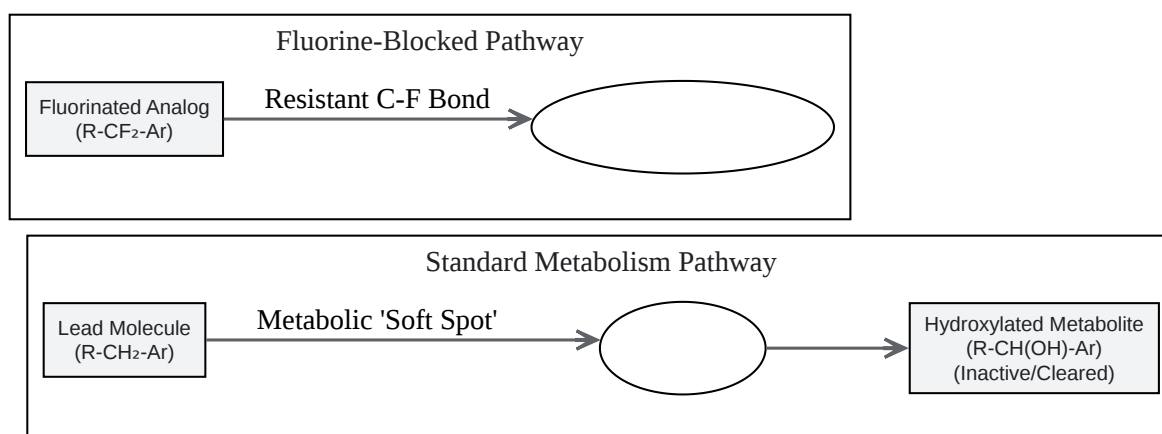 Fluorine-Blocked Pathway
Fluorinated Analog
(R-CF₂-Ar)
Resistant C-F Bond
Standard Metabolism Pathway
Lead Molecule
(R-CH₂-Ar)
Metabolic 'Soft Spot'
Hydroxylated Metabolite
(R-CH(OH)-Ar)
(Inactive/Cleared)